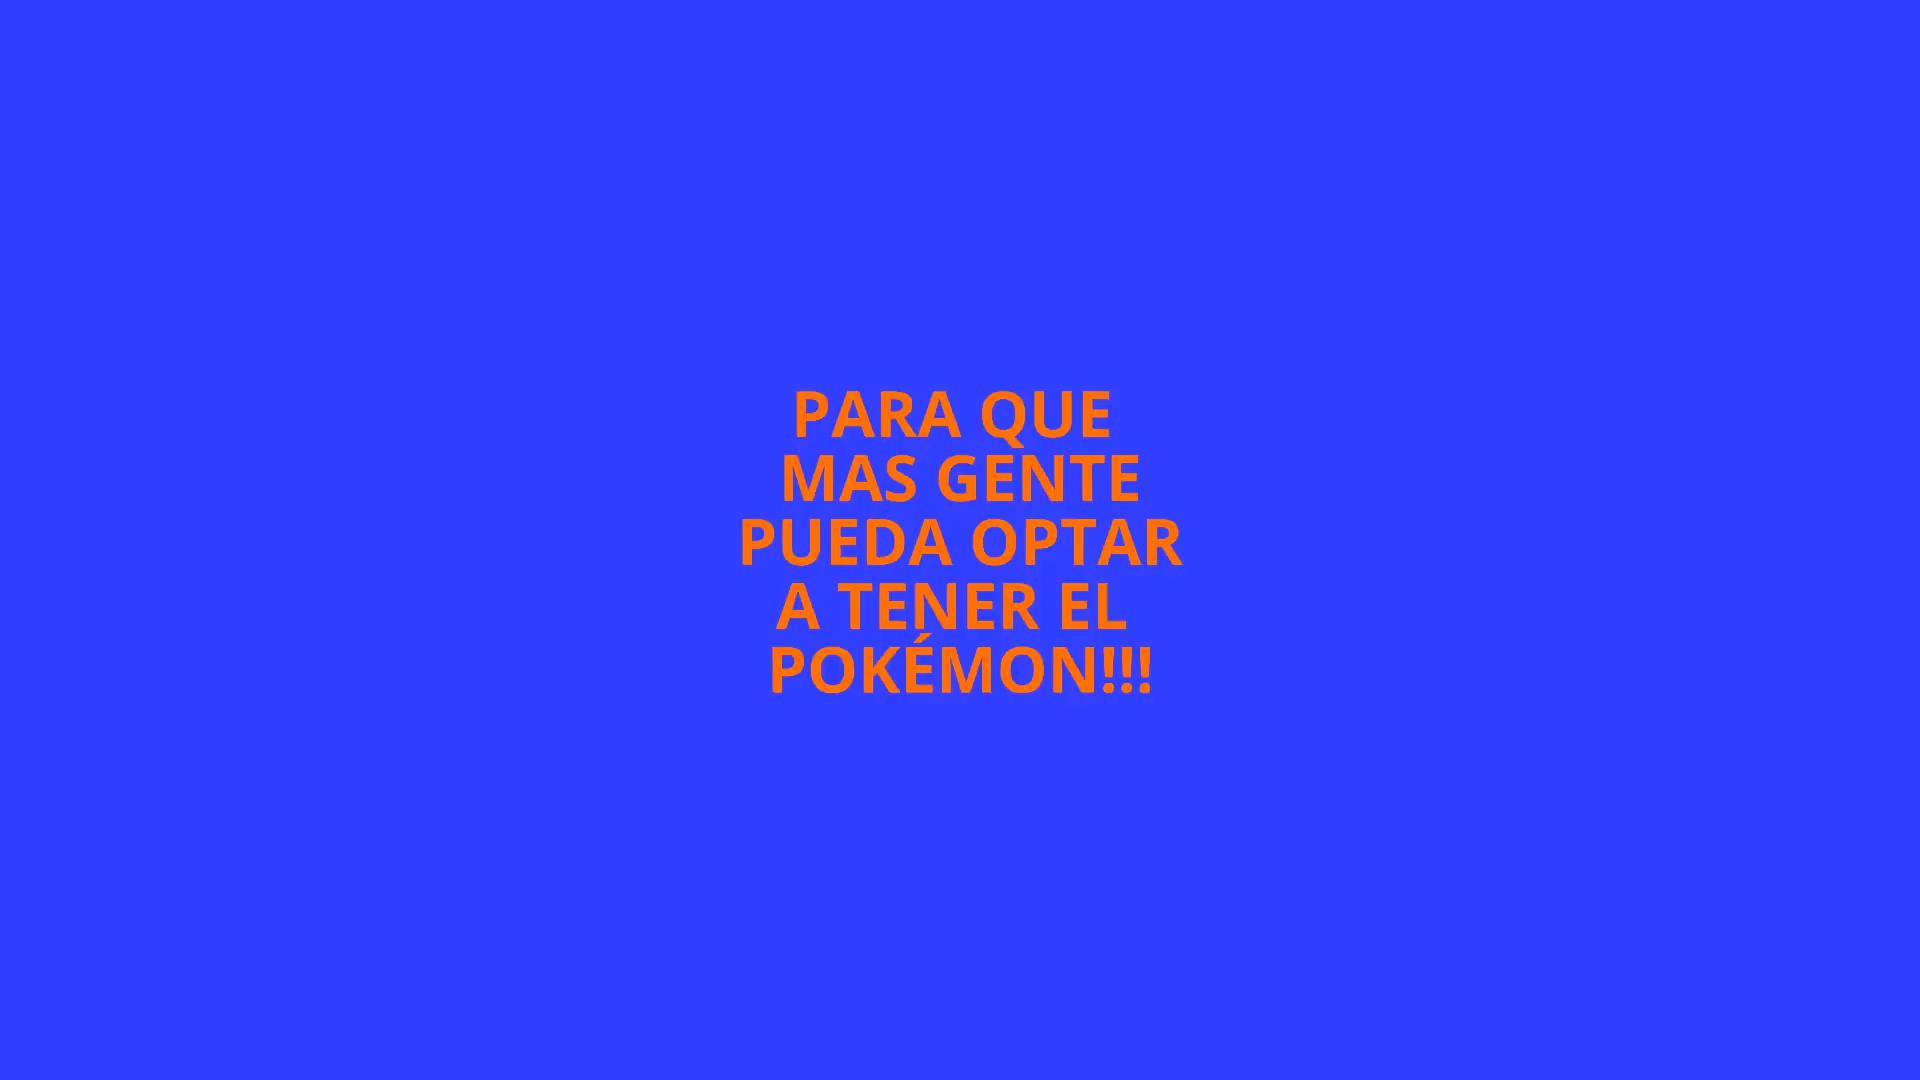 PARA QUE
MAS GENTE
PUEDA OPTAR
A TENER EL
POKÉMON!!!